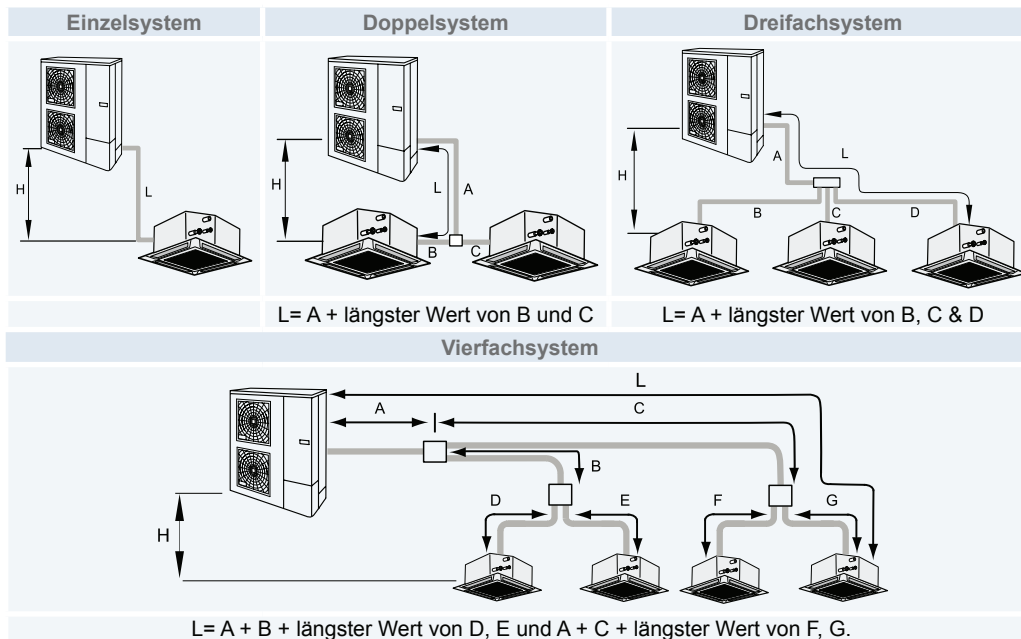 Einzelsystem
Doppelsystem
Dreifachsystem
H
L
H
L
A
B
C
L= A + längster Wert von B und C
H
A
L
B
C
D
L= A + längster Wert von B, C & D
Vierfachsystem
L
A
C
B
H
D
E
F
G
L= A + B + längster Wert von D, E und A + C + längster Wert von F, G.